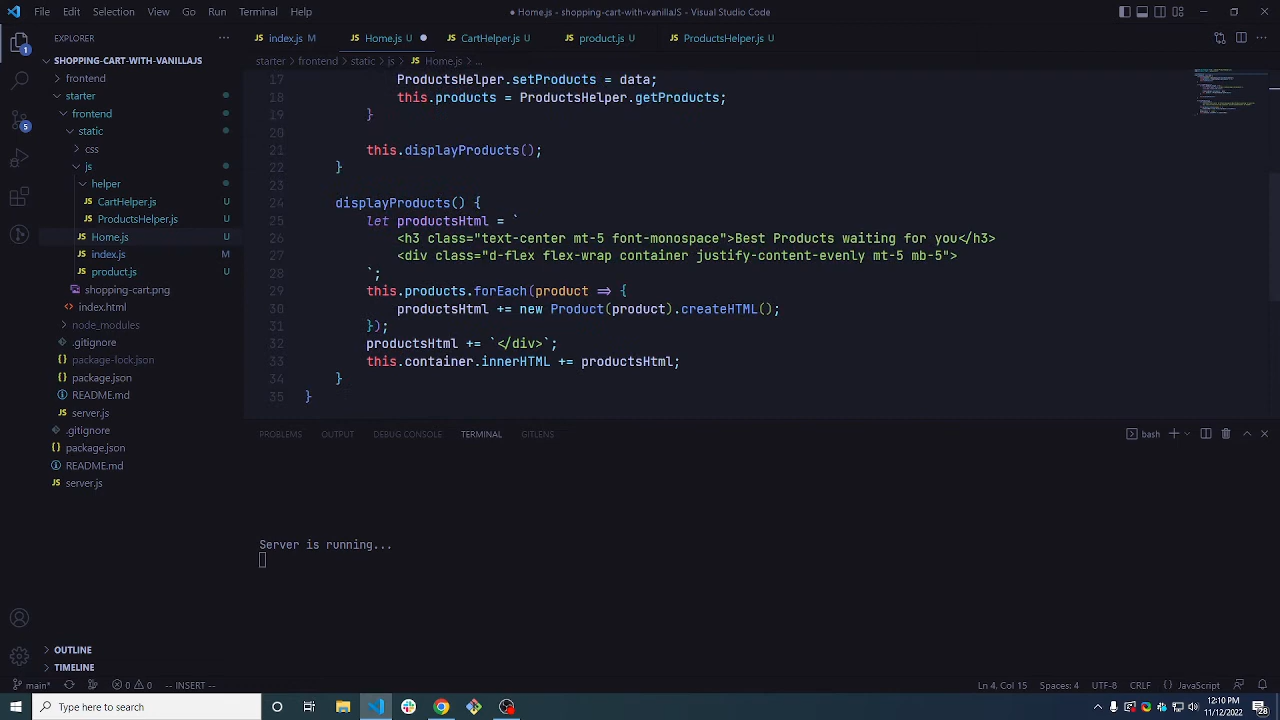 File Edit Selection View Go Run Terminal Help
● Home.js - shopping-cart-with-vanillaJS - Visual Studio Code
EXPLORER
index.js M
Home.js U
CartHelper.js U
product.js U
ProductsHelper.js U
SHOPPING-CART-WITH-VANILLAJS
starter > frontend > static > js > Home.js > ...
frontend
starter
frontend
static
css
js
helper
CartHelper.js U
ProductsHelper.js U
Home.js U
index.js M
product.js U
shopping-cart.png
index.html
node_modules
.gitignore
package-lock.json
package.json
README.md
server.js
.gitignore
package.json
README.md
server.js
OUTLINE
TIMELINE
17 ProductsHelper.setProducts = data;
18 this.products = ProductsHelper.getProducts;
19 }
20
21 this.displayProducts();
22 }
23
24 displayProducts() {
25 let productsHtml = `
26 <h3 class="text-center mt-5 font-monospace">Best Products waiting for you</h3>
27 <div class="d-flex flex-wrap container justify-content-evenly mt-5 mb-5">
28 `;
29 this.products.forEach(product => {
30 productsHtml += new Product(product).createHTML();
31 });
32 productsHtml += `</div>`;
33 this.container.innerHTML += productsHtml;
34 }
35 }
PROBLEMS OUTPUT DEBUG CONSOLE TERMINAL GITLENS
bash
Server is running...
1
5
main* 0 0 -- INSERT -- Ln 4, Col 15 Spaces: 4 UTF-8 CRLF {} JavaScript
Type here to search
12:10 PM
11/12/2022
28